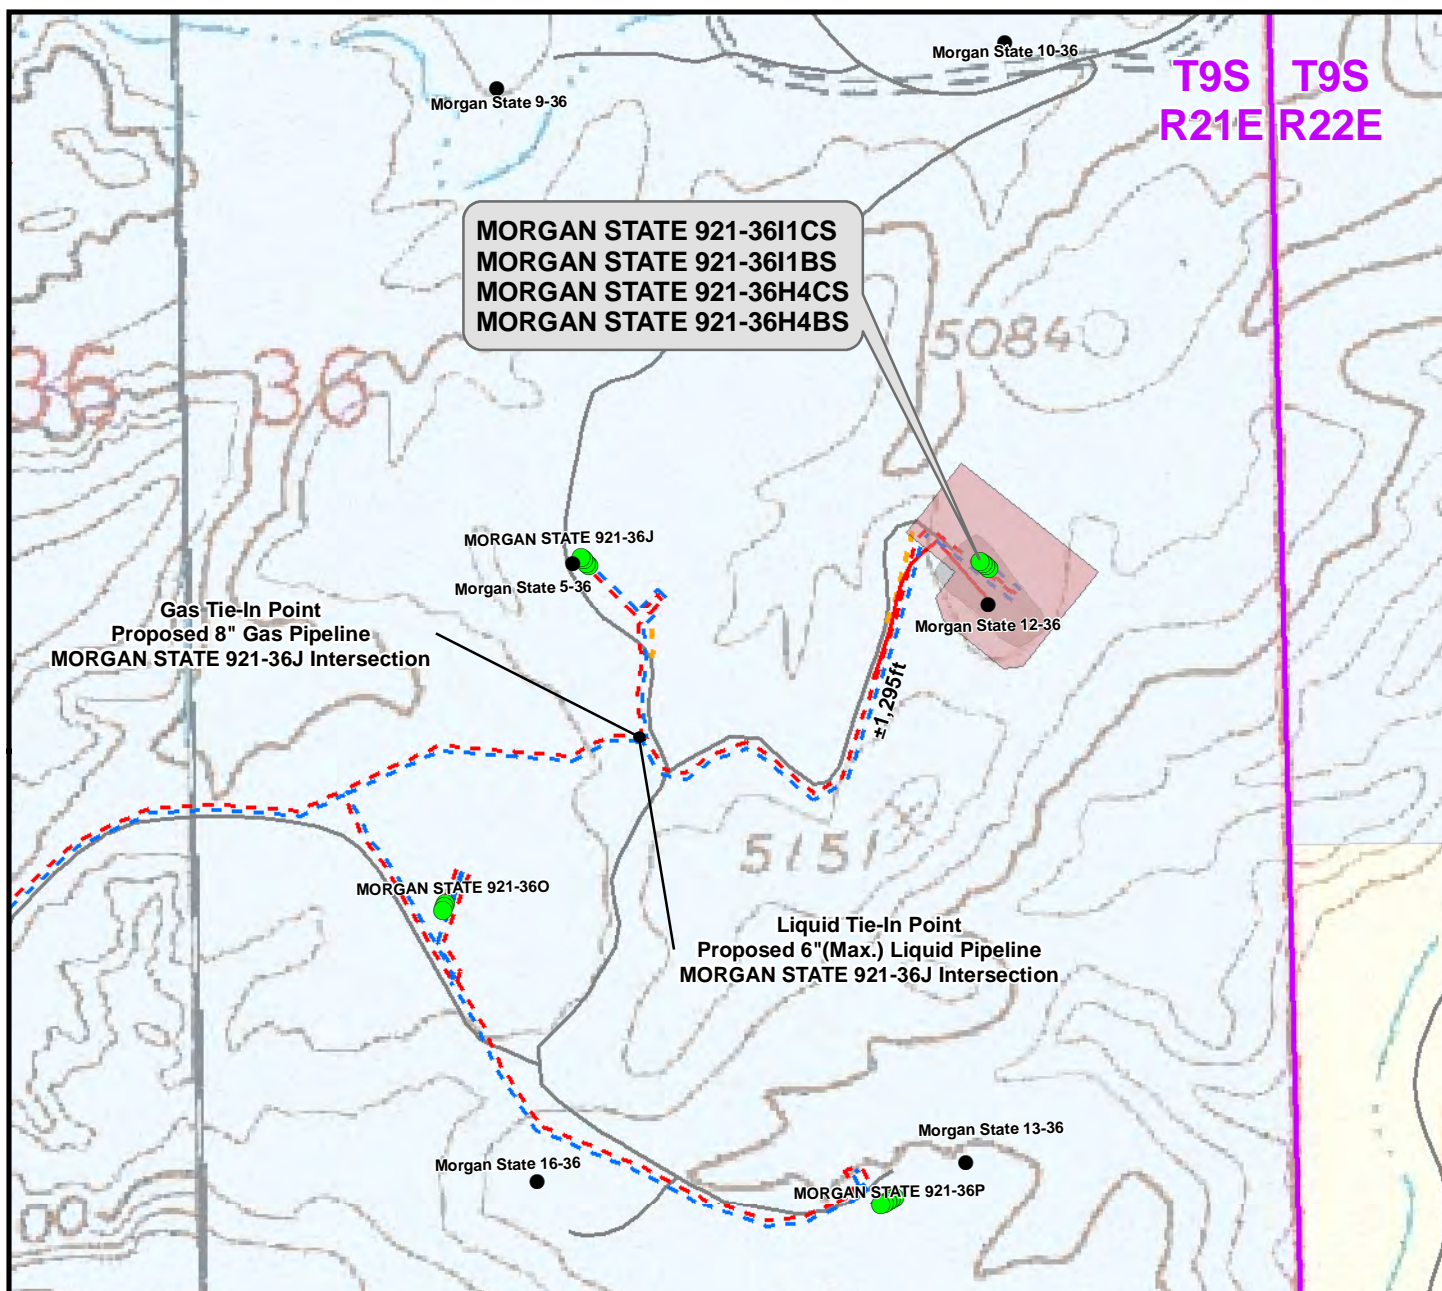 Morgan State 10-36
T9S T9S
R21E R22E
Morgan State 9-36
MORGAN STATE 921-36I1CS
MORGAN STATE 921-36I1BS
MORGAN STATE 921-36H4CS
MORGAN STATE 921-36H4BS
5084
36 36
MORGAN STATE 921-36J
Morgan State 5-36
Gas Tie-In Point
Proposed 8" Gas Pipeline
MORGAN STATE 921-36J Intersection
Morgan State 12-36
±1,295ft
5151
MORGAN STATE 921-36O
Liquid Tie-In Point
Proposed 6"(Max.) Liquid Pipeline
MORGAN STATE 921-36J Intersection
Morgan State 13-36
Morgan State 16-36
MORGAN STATE 921-36P